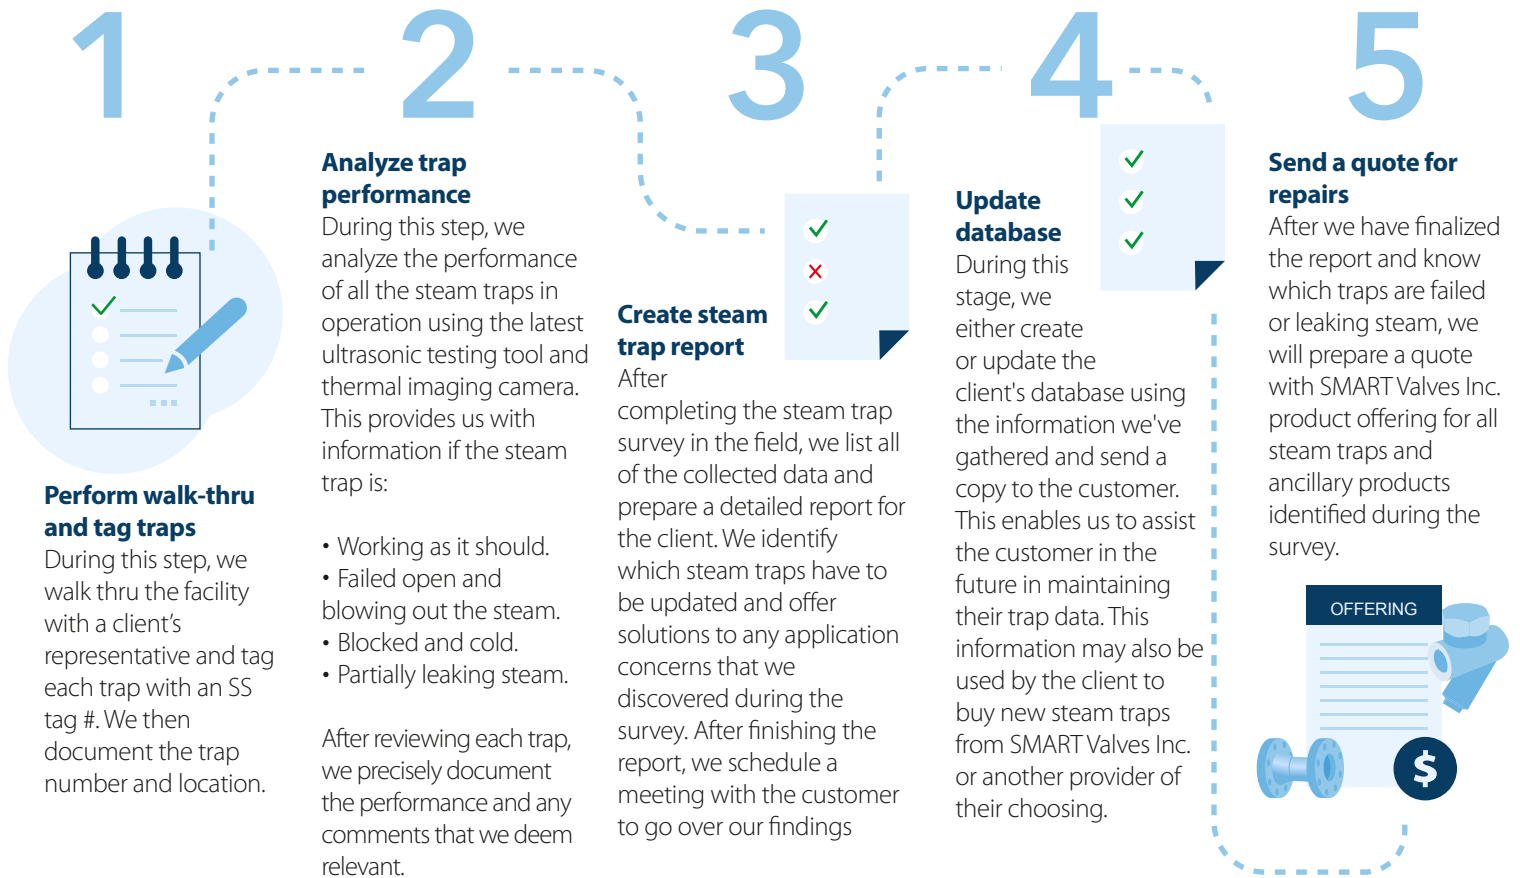 1
Perform walk-thru
and tag traps
During this step, we
walk thru the facility
with a client’s
representative and tag
each trap with an SS
tag #. We then
document the trap
number and location.
2
Analyze trap
performance
During this step, we
analyze the performance
of all the steam traps in
operation using the latest
ultrasonic testing tool and
thermal imaging camera.
This provides us with
information if the steam
trap is:
• Working as it should.
• Failed open and
blowing out the steam.
• Blocked and cold.
• Partially leaking steam.
After reviewing each trap,
we precisely document
the performance and any
comments that we deem
relevant.
3
Create steam
trap report
After
completing the steam trap
survey in the field, we list all
of the collected data and
prepare a detailed report for
the client. We identify
which steam traps have to
be updated and offer
solutions to any application
concerns that we
discovered during the
survey. After finishing the
report, we schedule a
meeting with the customer
to go over our findings
4
Update
database
During this
stage, we
either create
or update the
client's database using
the information we've
gathered and send a
copy to the customer.
This enables us to assist
the customer in the
future in maintaining
their trap data. This
information may also be
used by the client to
buy new steam traps
from SMART Valves Inc.
or another provider of
their choosing.
5
Send a quote for
repairs
After we have finalized
the report and know
which traps are failed
or leaking steam, we
will prepare a quote
with SMART Valves Inc.
product offering for all
steam traps and
ancillary products
identified during the
survey.
OFFERING
$